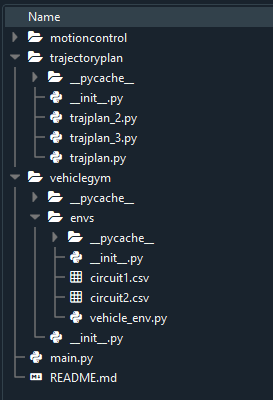 Name
motioncontrol
trajectoryplan
__pycache__
__init__.py
trajplan_2.py
trajplan_3.py
trajplan.py
vehiclegym
__pycache__
envs
__pycache__
__init__.py
circuit1.csv
circuit2.csv
vehicle_env.py
__init__.py
main.py
README.md